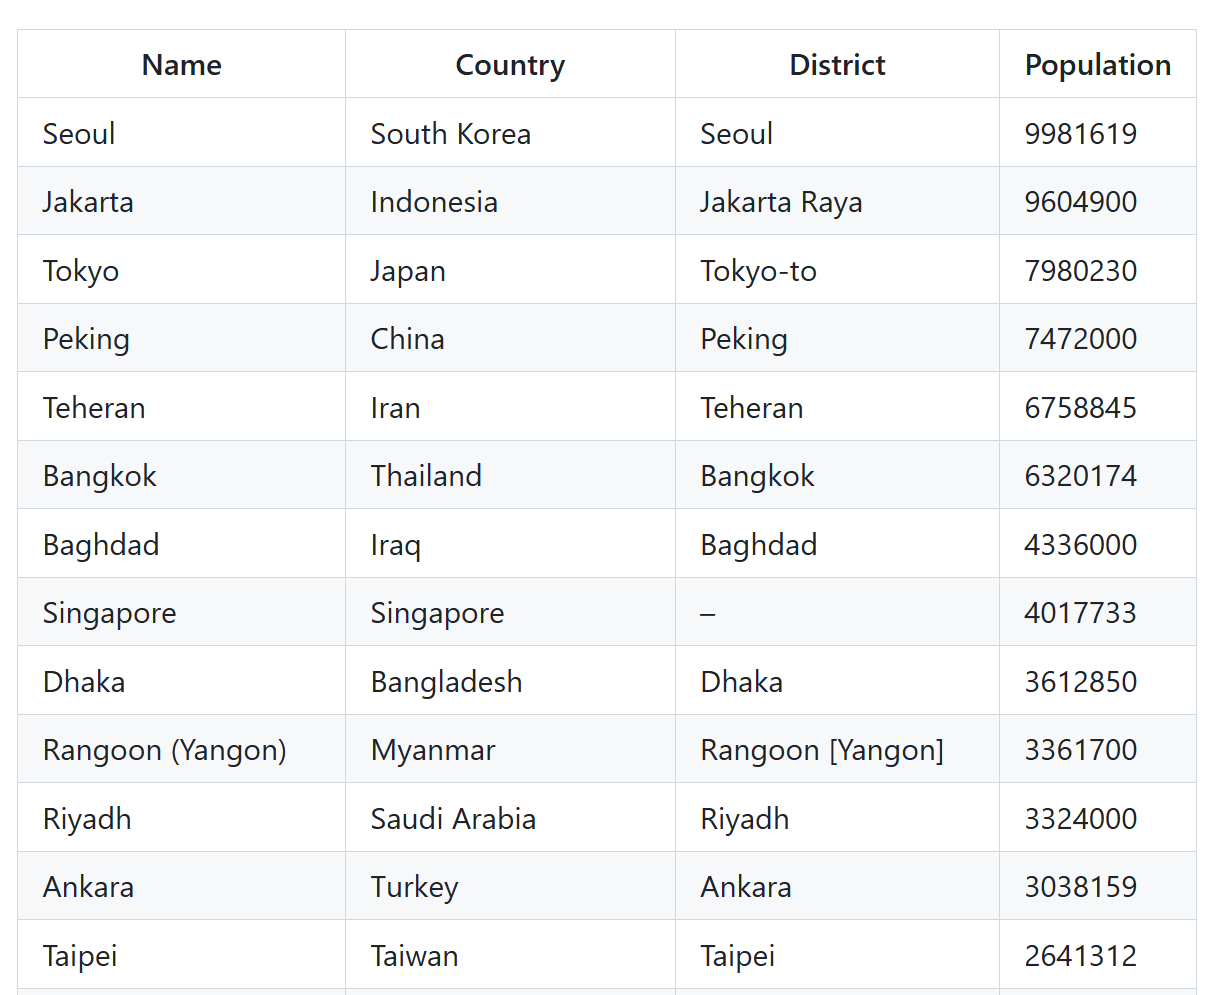 Name Country District Population
Seoul South Korea Seoul 9981619
Jakarta Indonesia Jakarta Raya 9604900
Tokyo Japan Tokyo-to 7980230
Peking China Peking 7472000
Teheran Iran Teheran 6758845
Bangkok Thailand Bangkok 6320174
Baghdad Iraq Baghdad 4336000
Singapore Singapore – 4017733
Dhaka Bangladesh Dhaka 3612850
Rangoon (Yangon) Myanmar Rangoon [Yangon] 3361700
Riyadh Saudi Arabia Riyadh 3324000
Ankara Turkey Ankara 3038159
Taipei Taiwan Taipei 2641312